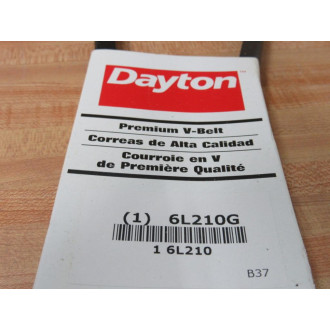 Dayton
Premium V-Belt
Correas de Alta Calidad
Courroie en V
de Première Qualité
(1) 6L210G
1 6L210
B37